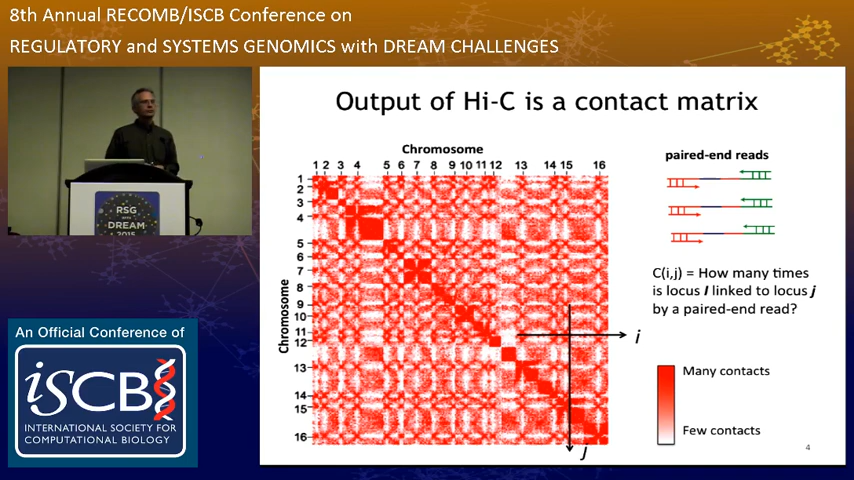 8th Annual RECOMB/ISCB Conference on
REGULATORY and SYSTEMS GENOMICS with DREAM CHALLENGES
RSG
with
DREAM
2015
An Official Conference of
iSCB
INTERNATIONAL SOCIETY FOR
COMPUTATIONAL BIOLOGY
Output of Hi-C is a contact matrix
Chromosome
1 2 3 4 5 6 7 8 9 10 11 12 13 14 15 16
Chromosome
1
2
3
4
5
6
7
8
9
10
11
12
13
14
15
16
i
j
paired-end reads
C(i,j) = How many times
is locus i linked to locus j
by a paired-end read?
Many contacts
Few contacts
4